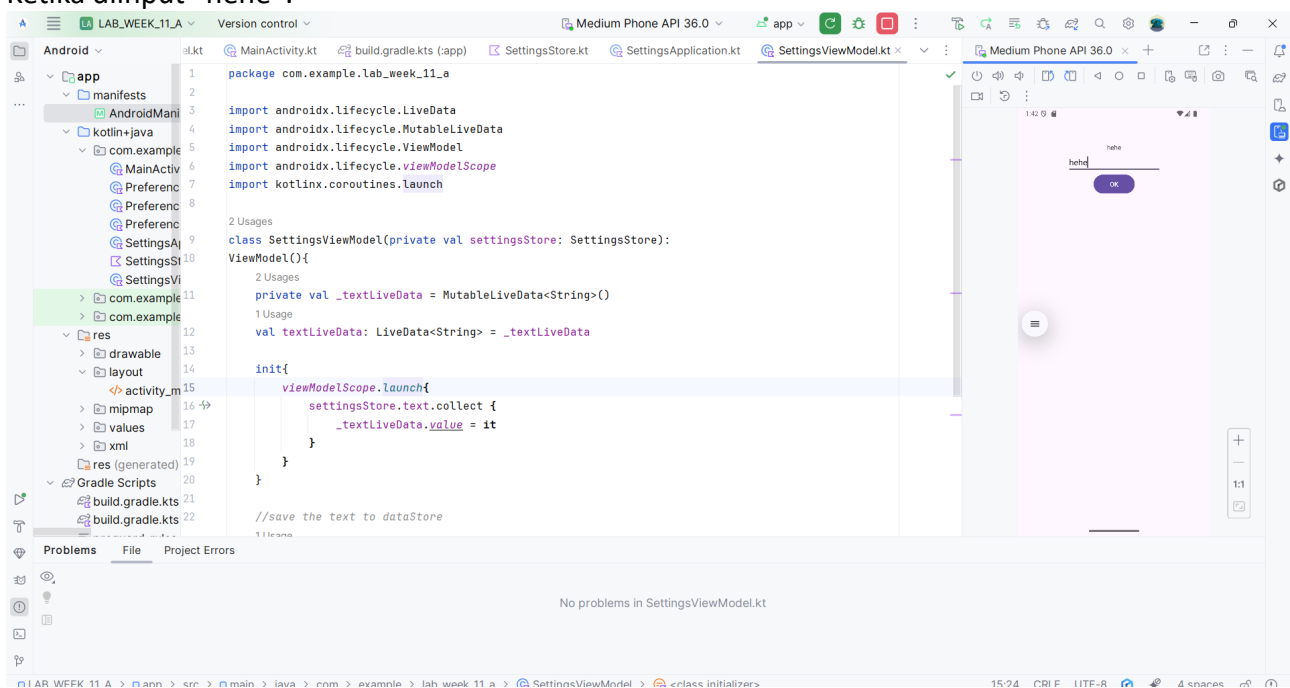 Ketika diinput "hehe":
LA LAB_WEEK_11_A Version control Medium Phone API 36.0 app
Android el.kt MainActivity.kt build.gradle.kts (:app) SettingsStore.kt SettingsApplication.kt SettingsViewModel.kt Medium Phone API 36.0
app
manifests
AndroidMani
kotlin+java
com.example
MainActiv
Preferenc
Preferenc
Preferenc
SettingsA
SettingsSt
SettingsVi
com.example
com.example
res
drawable
layout
activity_m
mipmap
values
xml
res (generated)
Gradle Scripts
build.gradle.kts
build.gradle.kts
1 package com.example.lab_week_11_a
2
3 import androidx.lifecycle.LiveData
4 import androidx.lifecycle.MutableLiveData
5 import androidx.lifecycle.ViewModel
6 import androidx.lifecycle.viewModelScope
7 import kotlinx.coroutines.launch
8
2 Usages
9 class SettingsViewModel(private val settingsStore: SettingsStore):
10 ViewModel(){
2 Usages
11 private val _textLiveData = MutableLiveData<String>()
1 Usage
12 val textLiveData: LiveData<String> = _textLiveData
13
14 init{
15 viewModelScope.launch{
16 settingsStore.text.collect {
17 _textLiveData.value = it
18 }
19 }
20 }
21
22 //save the text to dataStore
1 Usage
1:42
hehe
hehe
OK
1:1
Problems File Project Errors
No problems in SettingsViewModel.kt
LAB_WEEK_11_A > app > src > main > java > com > example > lab_week_11_a > SettingsViewModel > <class initializer> 15:24 CRLF UTF-8 4 spaces